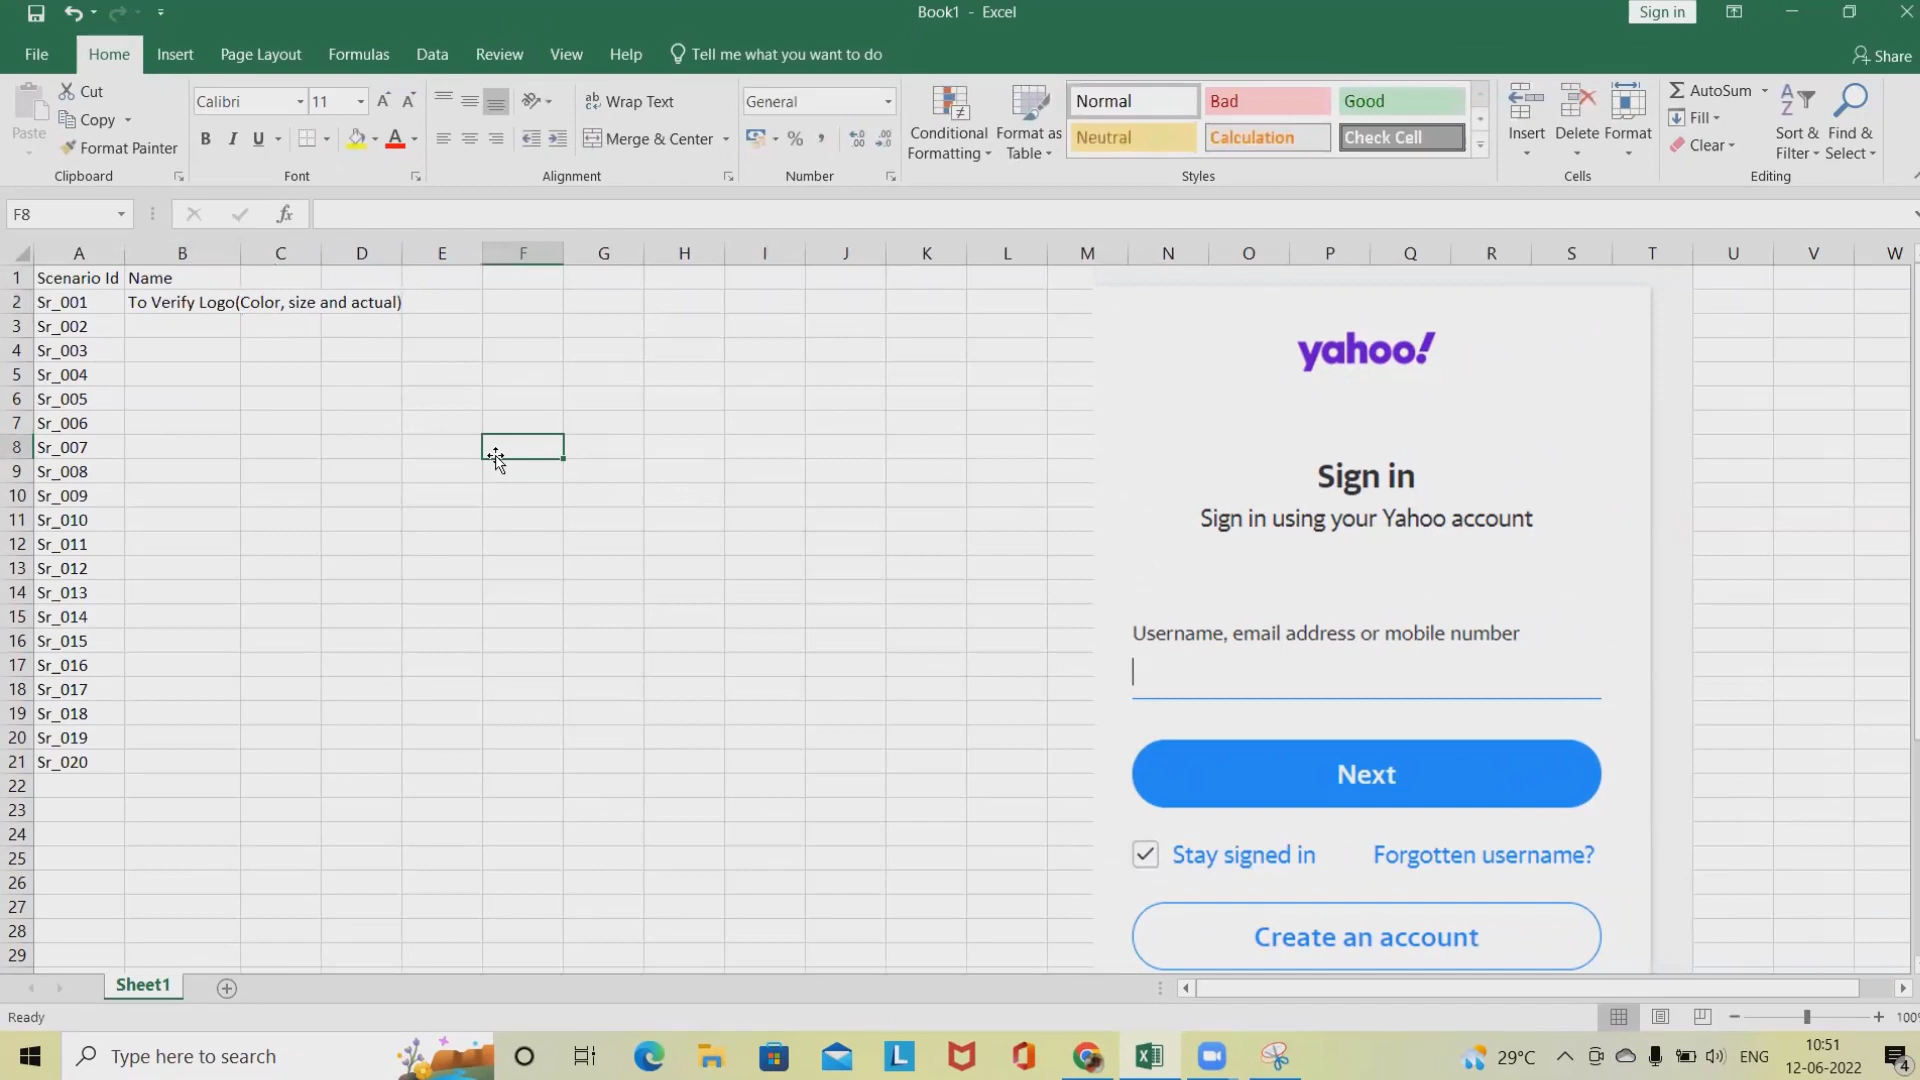 Book1 - Excel
Sign in
File Home Insert Page Layout Formulas Data Review View Help Tell me what you want to do Share
Paste Cut Copy Format Painter Clipboard
Calibri 11 B I U A Font
Wrap Text Merge & Center Alignment
General % , Number
Conditional Formatting Format as Table
Normal Bad Good
Neutral Calculation Check Cell
Styles
Insert Delete Format Cells
AutoSum Fill Clear Sort & Filter Find & Select Editing
F8 fx
A B C D E F G H I J K L M N O P Q R S T U V W
1 Scenario Id Name
2 Sr_001 To Verify Logo(Color, size and actual)
3 Sr_002
4 Sr_003
5 Sr_004
6 Sr_005
7 Sr_006
8 Sr_007
9 Sr_008
10 Sr_009
11 Sr_010
12 Sr_011
13 Sr_012
14 Sr_013
15 Sr_014
16 Sr_015
17 Sr_016
18 Sr_017
19 Sr_018
20 Sr_019
21 Sr_020
22
23
24
25
26
27
28
29
yahoo!
Sign in
Sign in using your Yahoo account
Username, email address or mobile number
Next
Stay signed in Forgotten username?
Create an account
Sheet1
Ready 100%
Type here to search
29°C ENG 10:51
12-06-2022
4